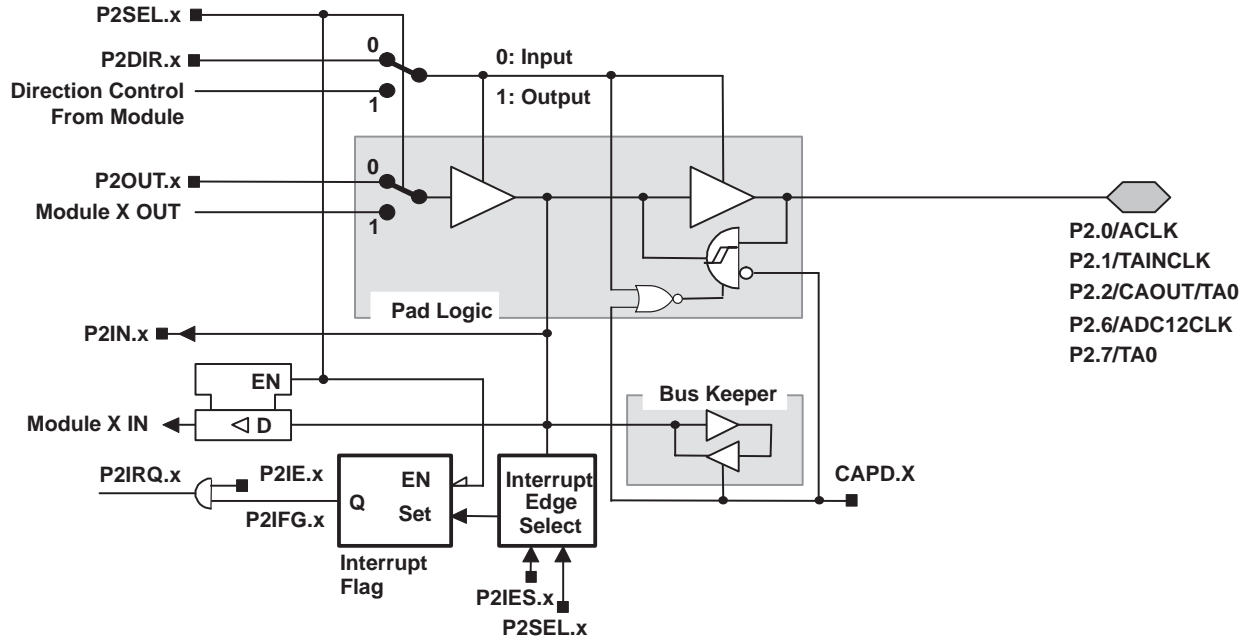 P2SEL.x
P2DIR.x
0
0: Input
Direction Control
From Module
1
1: Output
P2OUT.x
0
Module X OUT
1
P2.0/ACLK
P2.1/TAINCLK
P2.2/CAOUT/TA0
P2.6/ADC12CLK
P2.7/TA0
Pad Logic
P2IN.x
EN
Bus Keeper
Module X IN
D
P2IRQ.x
P2IE.x
P2IFG.x
Q
EN
Set
Interrupt
Edge
Select
CAPD.X
Interrupt
Flag
P2IES.x
P2SEL.x